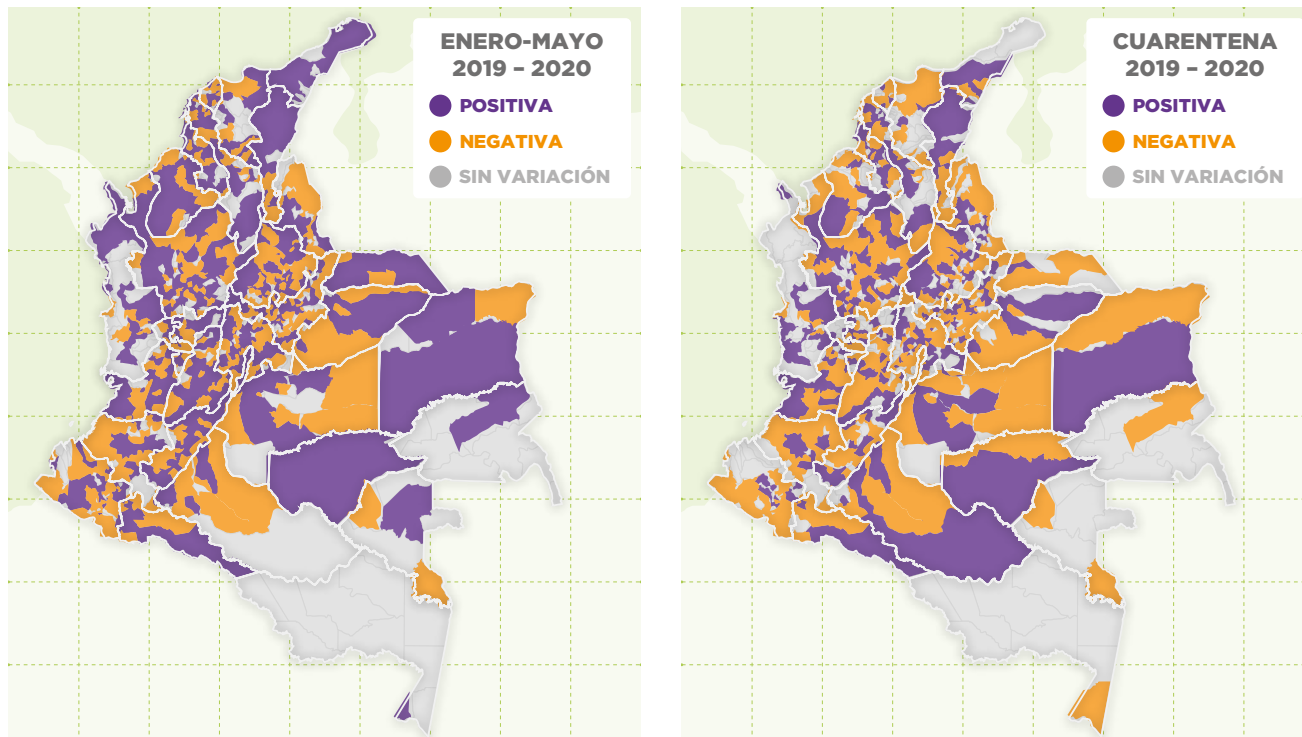 ENERO-MAYO
2019 – 2020
POSITIVA
NEGATIVA
SIN VARIACIÓN
CUARENTENA
2019 – 2020
POSITIVA
NEGATIVA
SIN VARIACIÓN